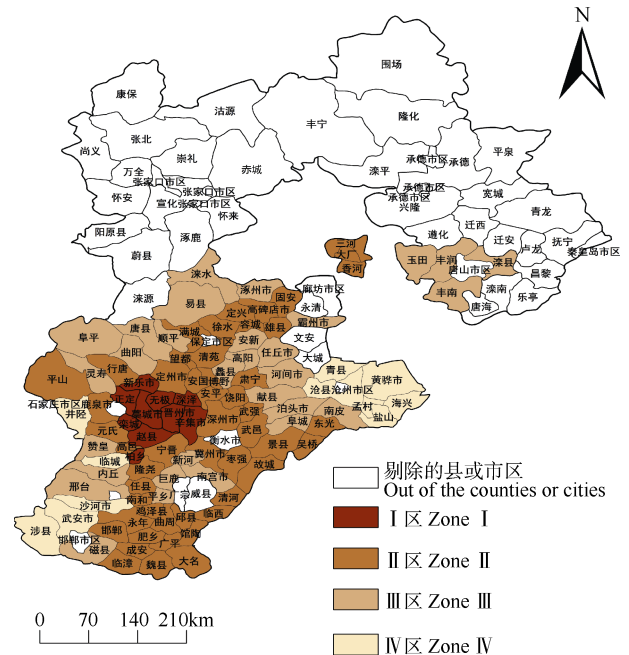 N
围场
康保
沽源
丰宁
隆化
张北
尚义
崇礼
赤城
平泉
承德市区
承德
滦平
万全
张家口市区
张家口市区
怀安
宣化张家口市区
怀来
承德市区
承德市区
兴隆
宽城
青龙
阳原县
涿鹿
蔚县
遵化
迁西
迁安
卢龙
抚宁
秦皇岛市区
三河
大厂
香河
玉田
丰润
滦县
唐山市区
昌黎
丰南
滦南
乐亭
唐海
涞水
涞源
易县
涿州市
固安
廊坊市区
永清
定兴
高碑店市
霸州市
唐县
满城
徐水
容城
雄县
阜平
顺平
保定市区
安新
文安
曲阳
望都
清苑
高阳
任丘市
大城
行唐
定州市
蠡县
灵寿
安国
博野
肃宁
河间市
青县
黄骅市
平山
新乐市
沧县
沧州市区
海兴
石家庄市区
鹿泉市
正定
无极
深泽
安平
饶阳
献县
泊头市
孟村
井陉
藁城市
晋州市
辛集市
武强
南皮
盐山
栾城
深州市
阜城
东光
元氏
赵县
武邑
衡水市
景县
吴桥
赞皇
高邑
柏乡
宁晋
冀州市
枣强
临城
新河
故城
内丘
隆尧
南宫市
邢台
任县
巨鹿
沙河市
南和
平乡
广宗
威县
清河
武安市
鸡泽县
临西
涉县
永年
曲周
邱县
邯郸
肥乡
馆陶
邯郸市区
广平
磁县
成安
临漳
魏县
大名
剔除的县或市区
Out of the counties or cities
Ⅰ区 Zone Ⅰ
Ⅱ区 Zone Ⅱ
Ⅲ区 Zone Ⅲ
Ⅳ区 Zone Ⅳ
0 70 140 210km